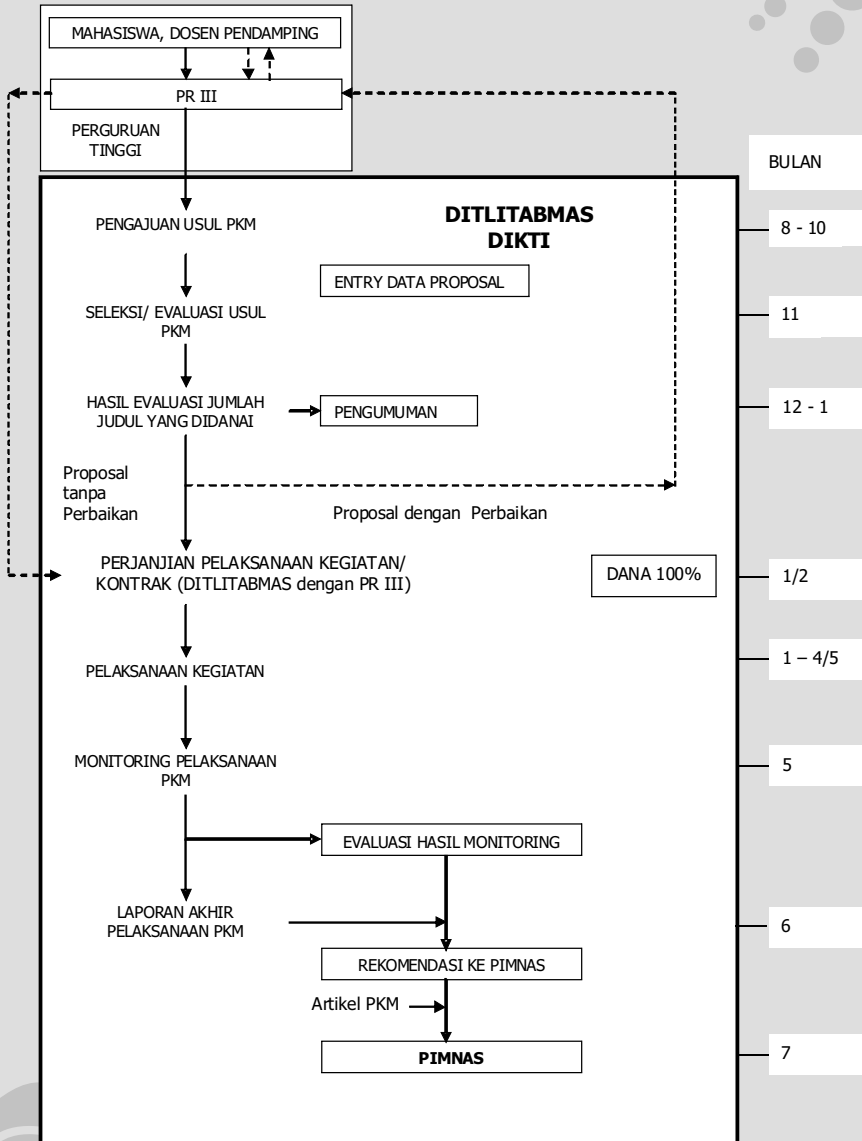 MAHASISWA, DOSEN PENDAMPING
PR III
PERGURUAN
TINGGI
BULAN
PENGAJUAN USUL PKM
DITLITABMAS
DIKTI
8 - 10
ENTRY DATA PROPOSAL
SELEKSI/ EVALUASI USUL
PKM
11
HASIL EVALUASI JUMLAH
JUDUL YANG DIDANAI
PENGUMUMAN
12 - 1
Proposal
tanpa
Perbaikan
Proposal dengan Perbaikan
PERJANJIAN PELAKSANAAN KEGIATAN/
KONTRAK (DITLITABMAS dengan PR III)
DANA 100%
1/2
PELAKSANAAN KEGIATAN
1 – 4/5
MONITORING PELAKSANAAN
PKM
5
EVALUASI HASIL MONITORING
LAPORAN AKHIR
PELAKSANAAN PKM
6
REKOMENDASI KE PIMNAS
Artikel PKM
PIMNAS
7